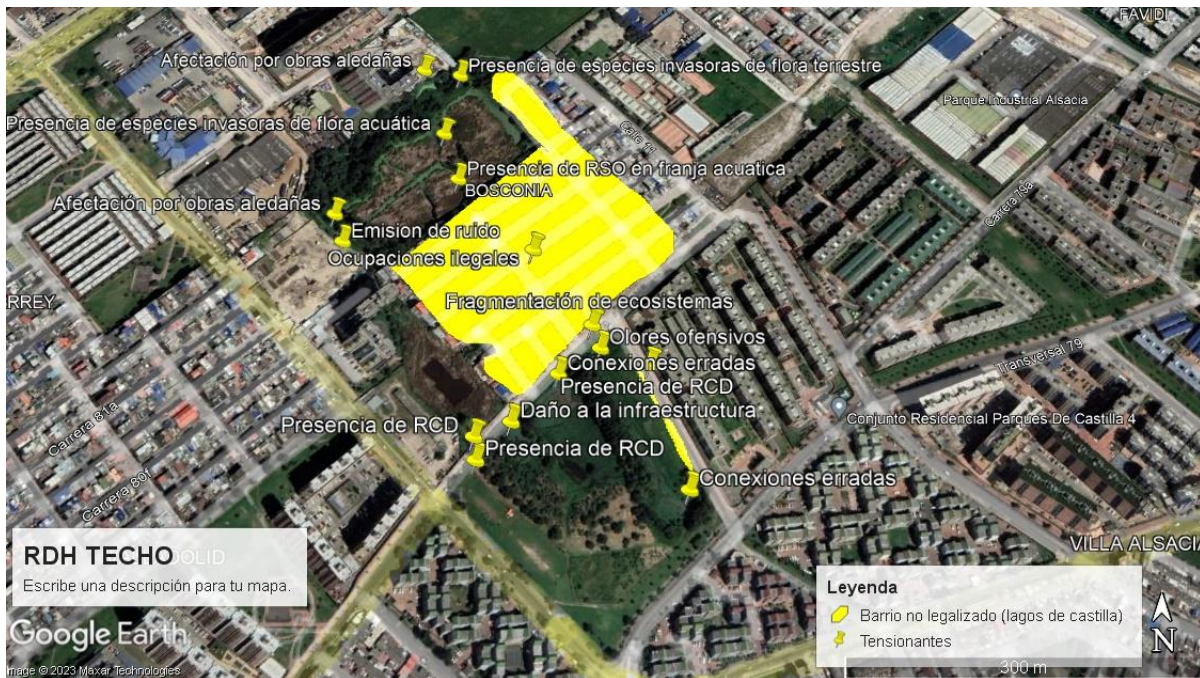 FAVIDI
Afectación por obras aledañas
Presencia de especies invasoras de flora terrestre
Parque Industrial Alsacia
Presencia de especies invasoras de flora acuática
Calle 11
Presencia de RSO en franja acuatica
BOSCONIA
Carrera 79a
Afectación por obras aledañas
Emision de ruido
Ocupaciones ilegales
RREY
Fragmentación de ecosistemas
Olores ofensivos
Transversal 79
Conexiones erradas
Presencia de RCD
Carrera 81a
Daño a la infraestructura
Conjunto Residencial Parques De Castilla 4
Presencia de RCD
Presencia de RCD
Conexiones erradas
Carrera 80f
RDH TECHO
DOLID
Escribe una descripción para tu mapa.
VILLA ALSACIA
Leyenda
Barrio no legalizado (lagos de castilla)
Tensionantes
N
300 m
Google Earth
Image © 2023 Maxar Technologies